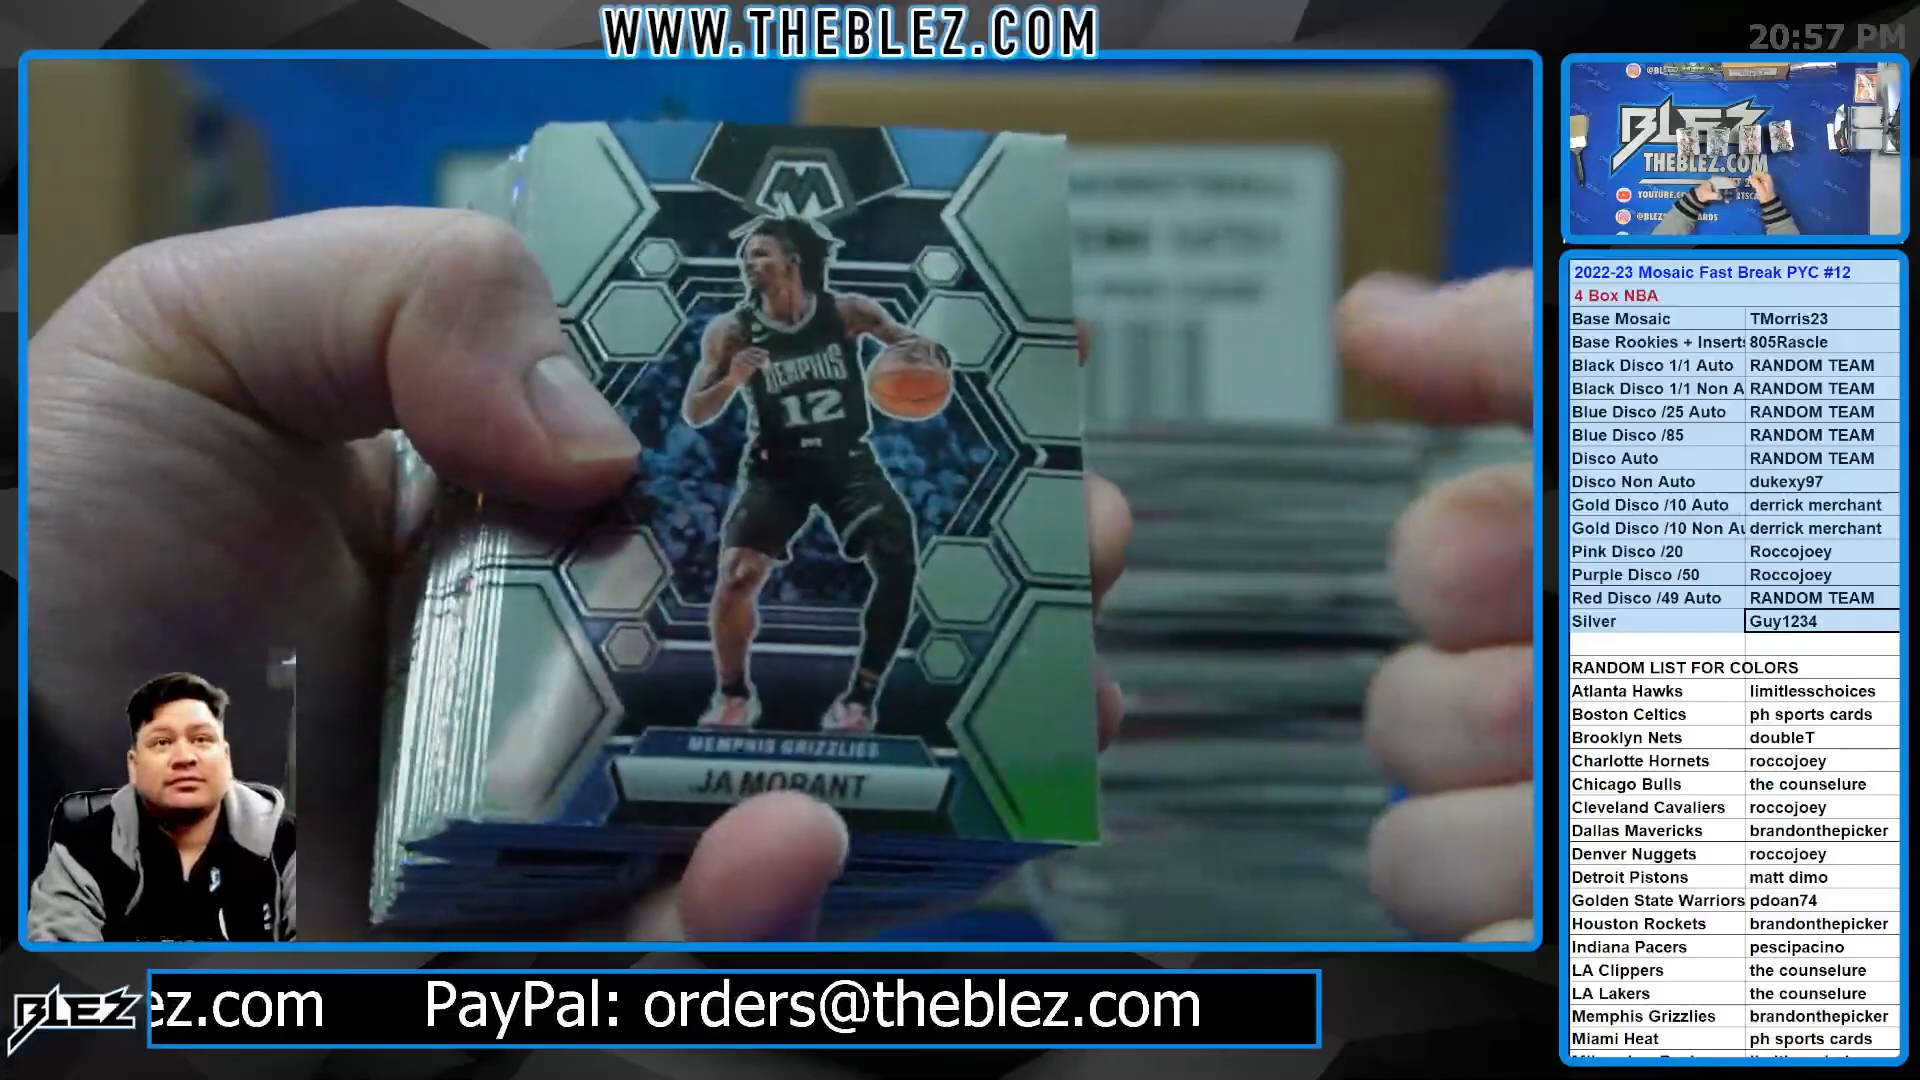 WWW.THEBLEZ.COM
20:57 PM
MEMPHIS
12
MEMPHIS GRIZZLIES
JA MORANT
BLEZ
THEBLEZ.COM
2022-23 Mosaic Fast Break PYC #12
4 Box NBA
Base Mosaic TMorris23
Base Rookies + Inserts 805Rascle
Black Disco 1/1 Auto RANDOM TEAM
Black Disco 1/1 Non A RANDOM TEAM
Blue Disco /25 Auto RANDOM TEAM
Blue Disco /85 RANDOM TEAM
Disco Auto RANDOM TEAM
Disco Non Auto dukexy97
Gold Disco /10 Auto derrick merchant
Gold Disco /10 Non Au derrick merchant
Pink Disco /20 Roccojoey
Purple Disco /50 Roccojoey
Red Disco /49 Auto RANDOM TEAM
Silver Guy1234
RANDOM LIST FOR COLORS
Atlanta Hawks limitlesschoices
Boston Celtics ph sports cards
Brooklyn Nets doubleT
Charlotte Hornets roccojoey
Chicago Bulls the counselure
Cleveland Cavaliers roccojoey
Dallas Mavericks brandonthepicker
Denver Nuggets roccojoey
Detroit Pistons matt dimo
Golden State Warriors pdoan74
Houston Rockets brandonthepicker
Indiana Pacers pescipacino
LA Clippers the counselure
LA Lakers the counselure
Memphis Grizzlies brandonthepicker
Miami Heat ph sports cards
BLEZ
ez.com PayPal: orders@theblez.com